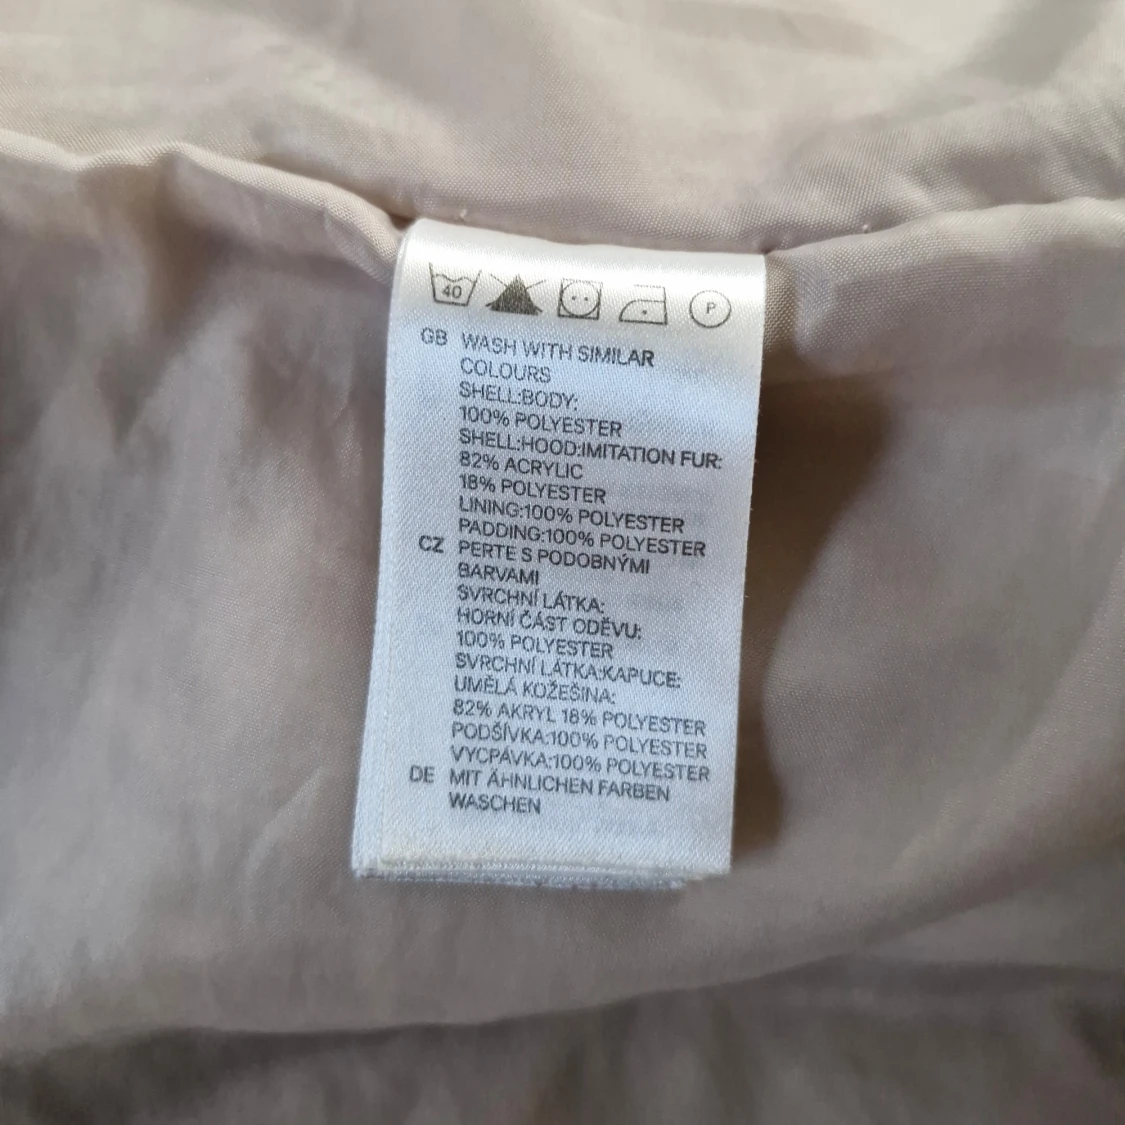 40
P
GB WASH WITH SIMILAR
COLOURS
SHELL:BODY:
100% POLYESTER
SHELL:HOOD:IMITATION FUR:
82% ACRYLIC
18% POLYESTER
LINING:100% POLYESTER
PADDING:100% POLYESTER
CZ PERTE S PODOBNÝMI
BARVAMI
SVRCHNÍ LÁTKA:
HORNÍ ČÁST ODĚVU:
100% POLYESTER
SVRCHNÍ LÁTKA:KAPUCE:
UMĚLÁ KOŽEŠINA:
82% AKRYL 18% POLYESTER
PODŠÍVKA:100% POLYESTER
VYCPÁVKA:100% POLYESTER
DE MIT ÄHNLICHEN FARBEN
WASCHEN